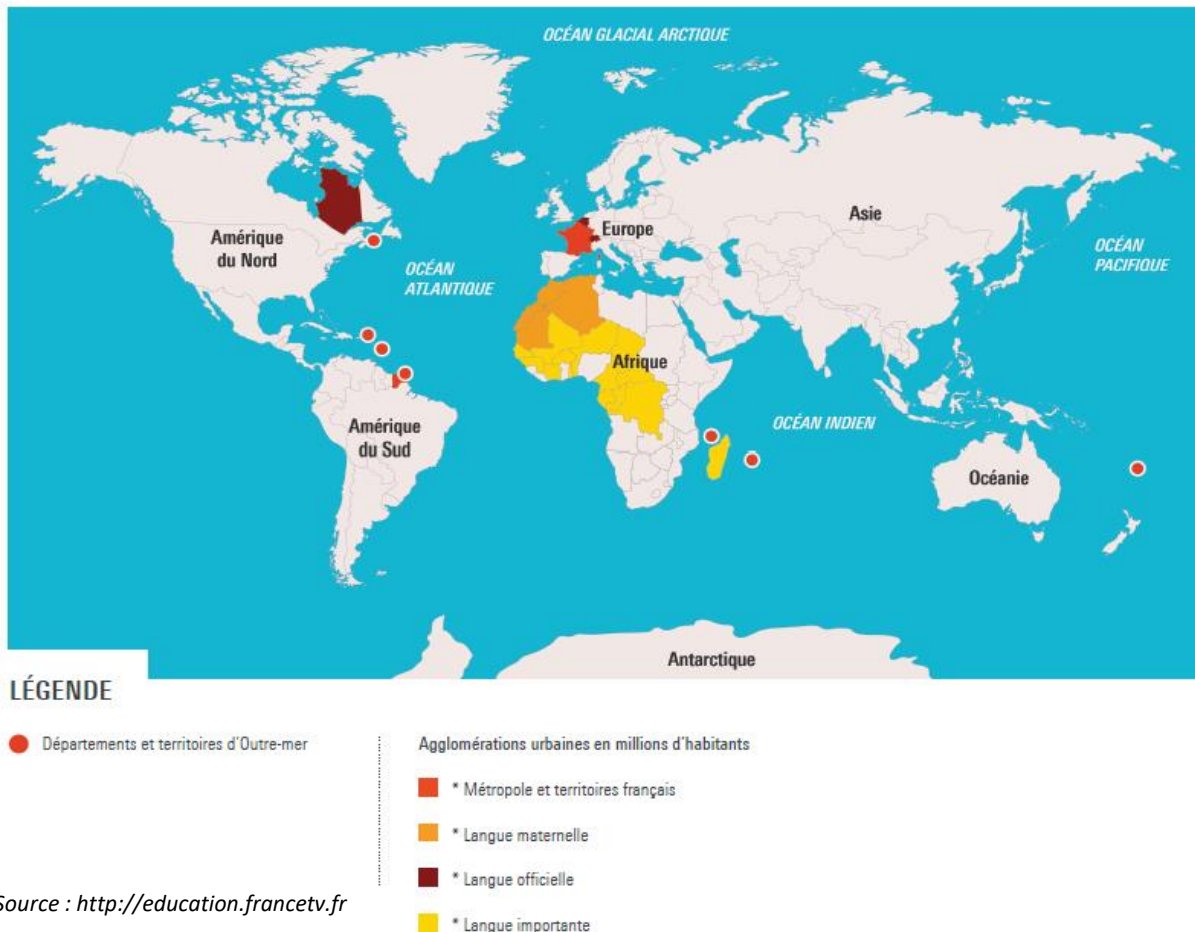 OCÉAN GLACIAL ARCTIQUE
Asie
Europe
Amérique
du Nord
OCÉAN
PACIFIQUE
OCÉAN
ATLANTIQUE
Afrique
OCÉAN INDIEN
Amérique
du Sud
Océanie
Antarctique
LÉGENDE
Départements et territoires d'Outre-mer
Agglomérations urbaines en millions d'habitants
* Métropole et territoires français
* Langue maternelle
* Langue officielle
* Langue importante
Source : http://education.francetv.fr